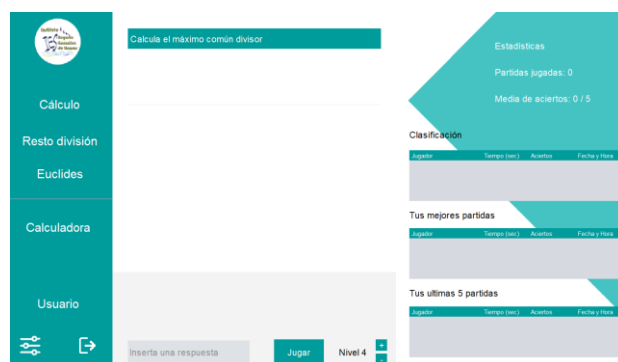 Cálculo
Resto división
Euclides
Calculadora
Usuario
Calcula el máximo común divisor
Inserta una respuesta
Jugar
Nivel 4
+
-
Estadísticas
Partidas jugadas: 0
Media de aciertos: 0 / 5
Clasificación
Jugador Tiempo (sec) Aciertos Fecha y Hora
Tus mejores partidas
Jugador Tiempo (sec) Aciertos Fecha y Hora
Tus ultimas 5 partidas
Jugador Tiempo (sec) Aciertos Fecha y Hora